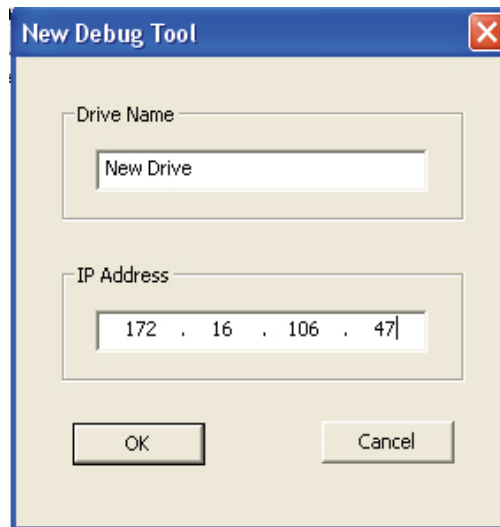 New Debug Tool
Drive Name
New Drive
IP Address
172 . 16 . 106 . 47
OK Cancel